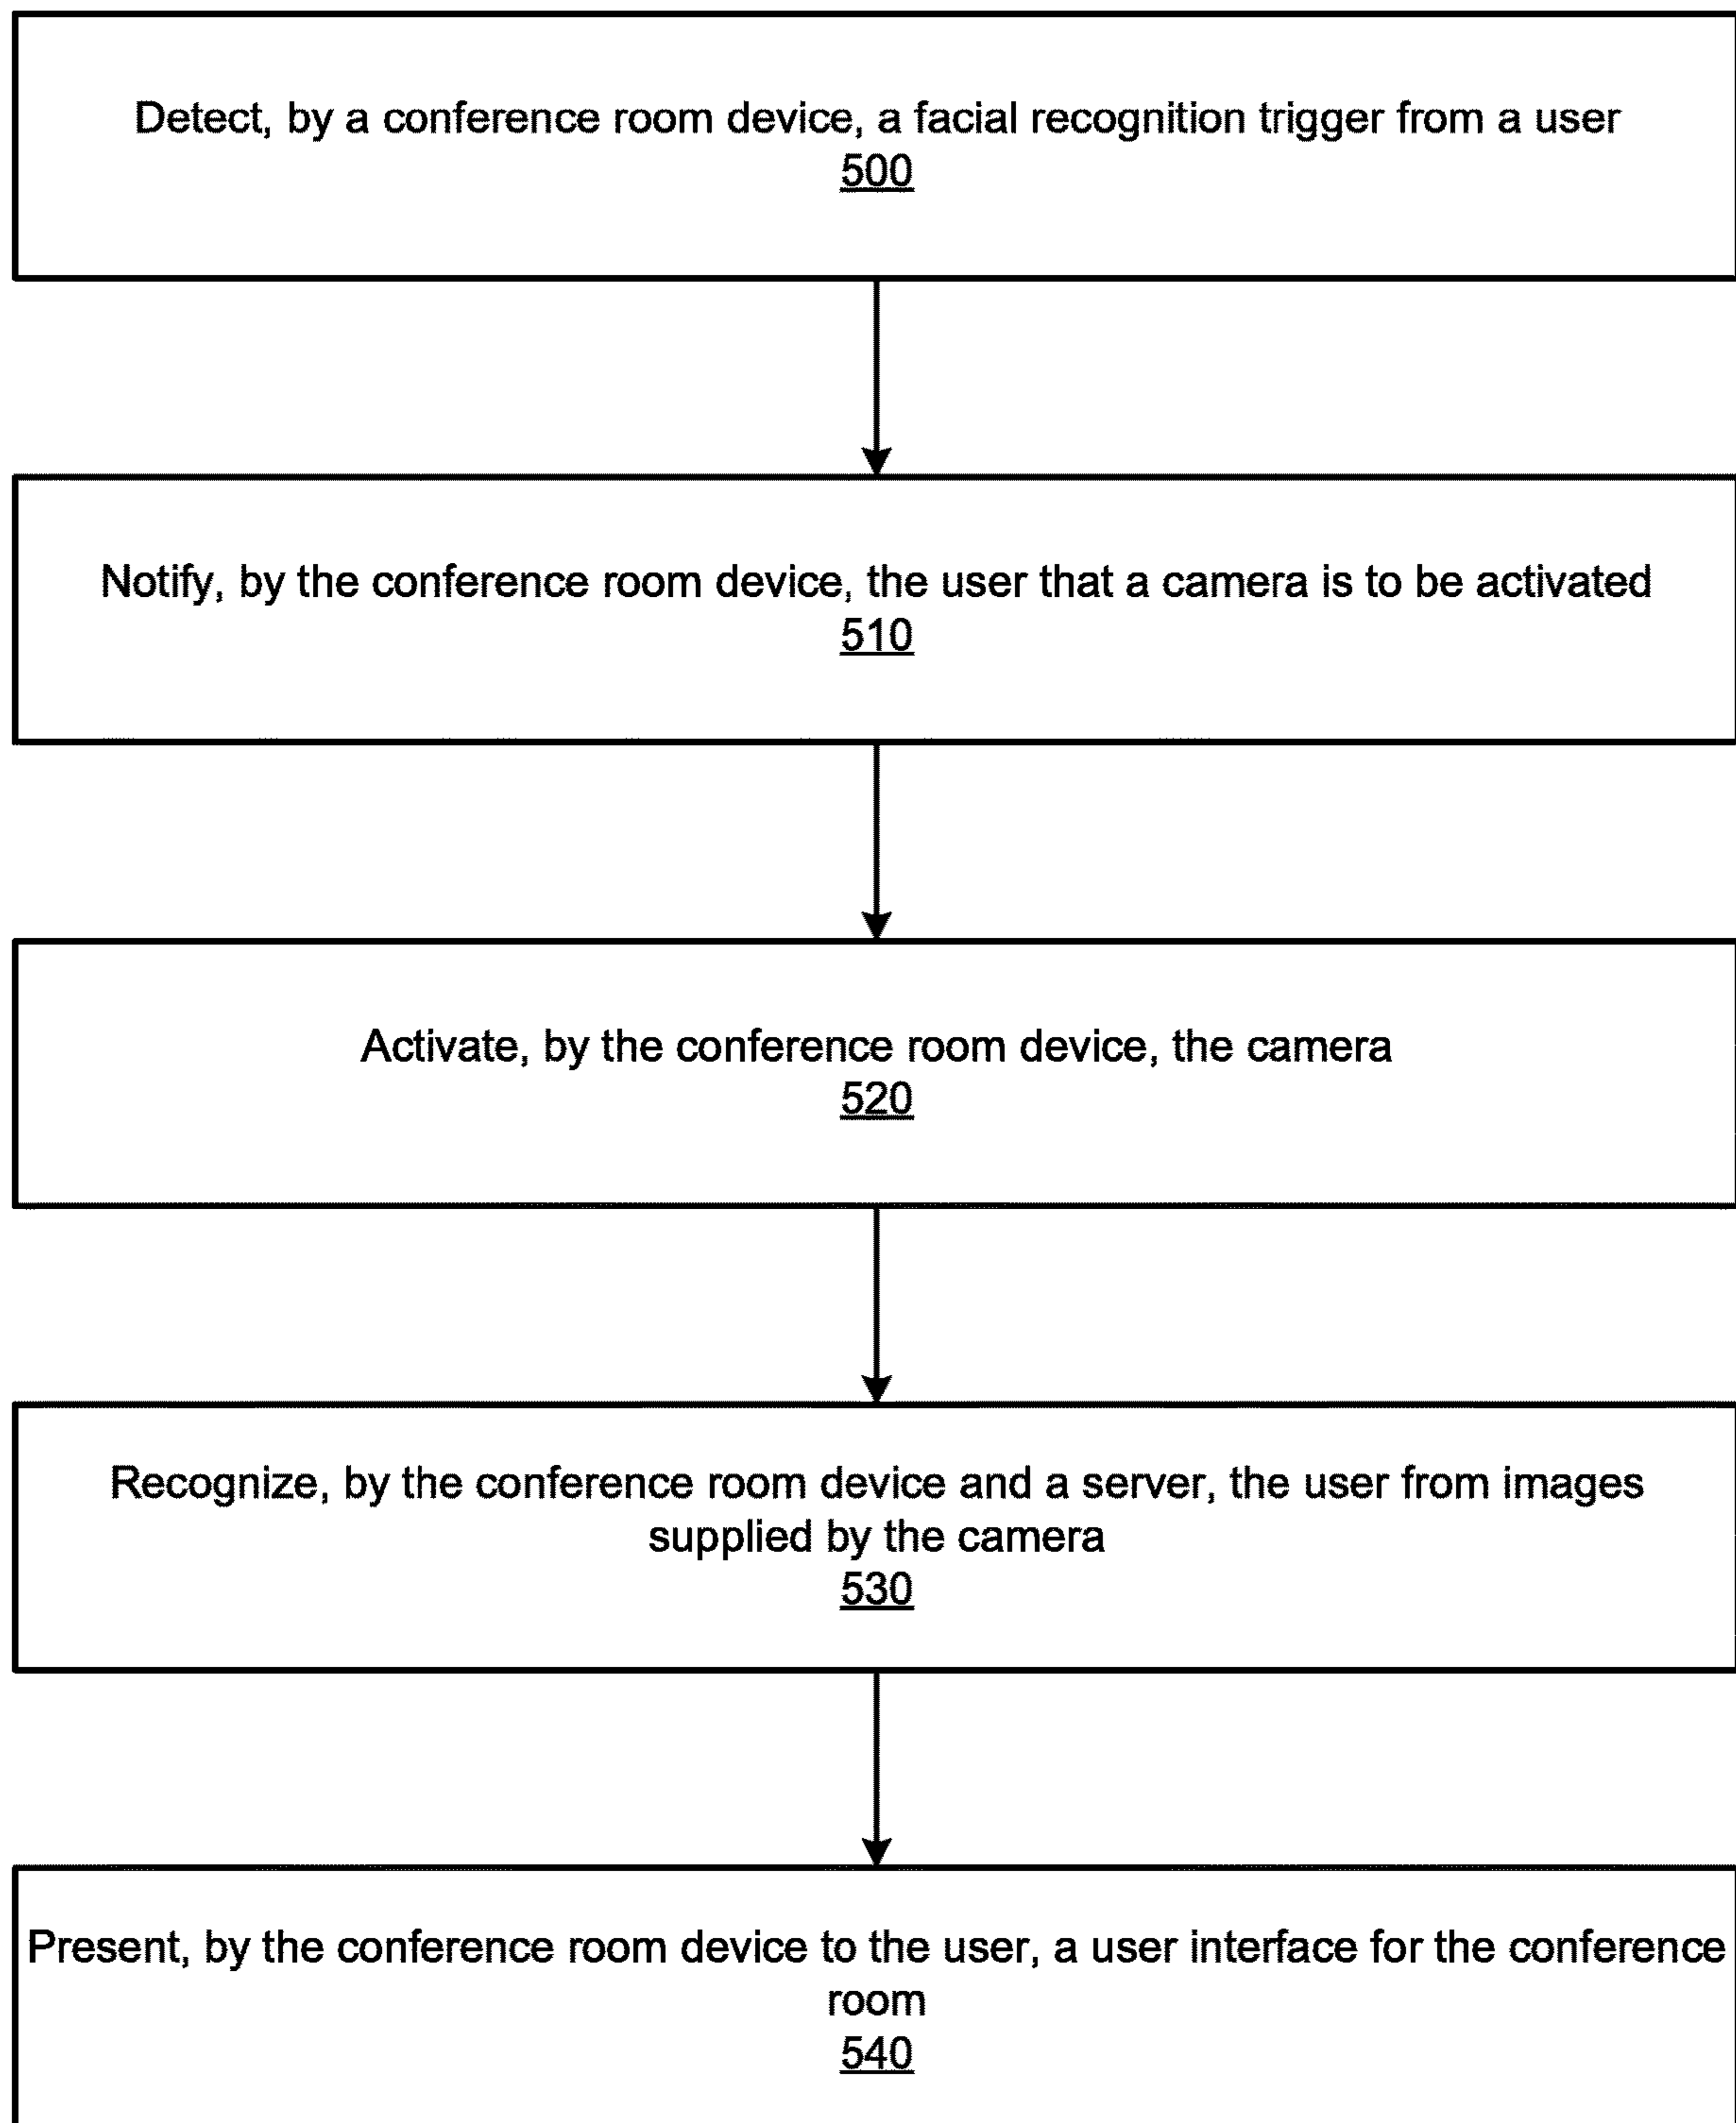 Detect, by a conference room device, a facial recognition trigger from a user
500
Notify, by the conference room device, the user that a camera is to be activated
510
Activate, by the conference room device, the camera
520
Recognize, by the conference room device and a server, the user from images
supplied by the camera
530
Present, by the conference room device to the user, a user interface for the conference
room
540